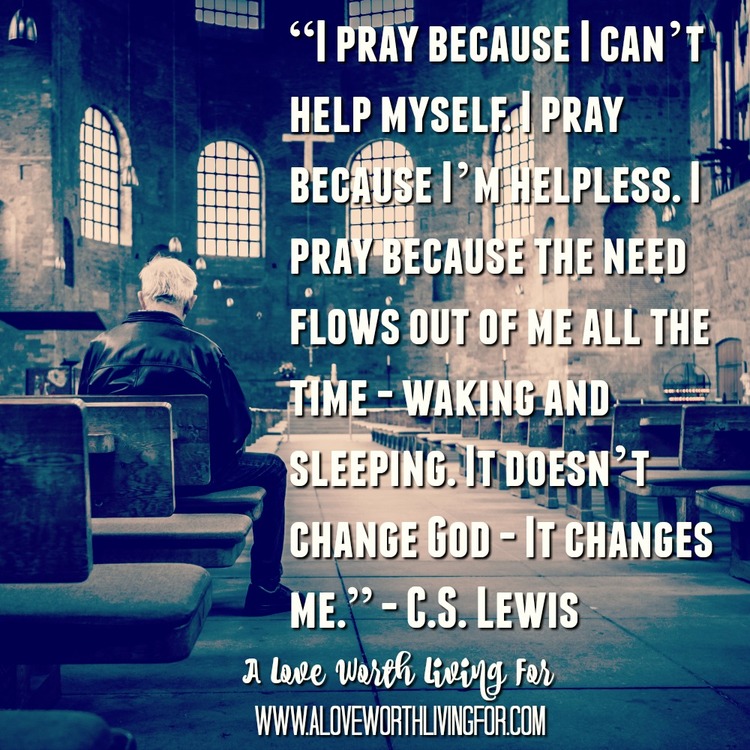 “I PRAY BECAUSE I CAN’T
HELP MYSELF. I PRAY
BECAUSE I’M HELPLESS. I
PRAY BECAUSE THE NEED
FLOWS OUT OF ME ALL THE
TIME - WAKING AND
SLEEPING. IT DOESN’T
CHANGE GOD - IT CHANGES
ME.” - C.S. LEWIS
A Love Worth Living For
WWW.ALOVEWORTHLIVINGFOR.COM